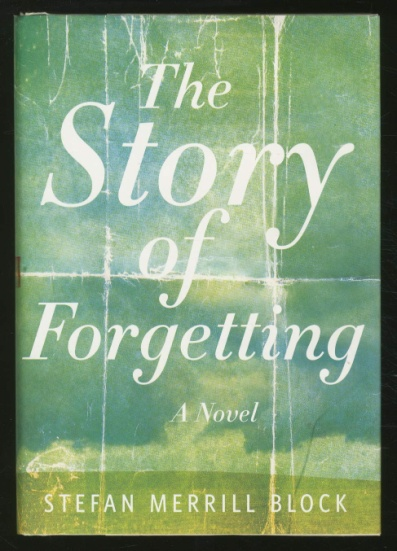 The
Story
of
Forgetting
A Novel
STEFAN MERRILL BLOCK